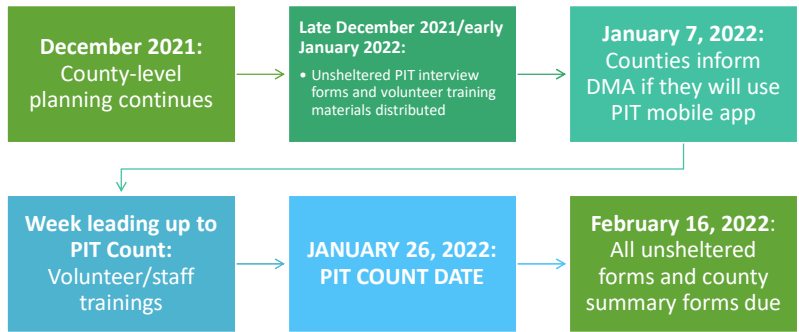 December 2021:
County-level
planning continues
Late December 2021/early
January 2022:
• Unsheltered PIT interview
forms and volunteer training
materials distributed
January 7, 2022:
Counties inform
DMA if they will use
PIT mobile app
Week leading up to
PIT Count:
Volunteer/staff
trainings
JANUARY 26, 2022:
PIT COUNT DATE
February 16, 2022:
All unsheltered
forms and county
summary forms due